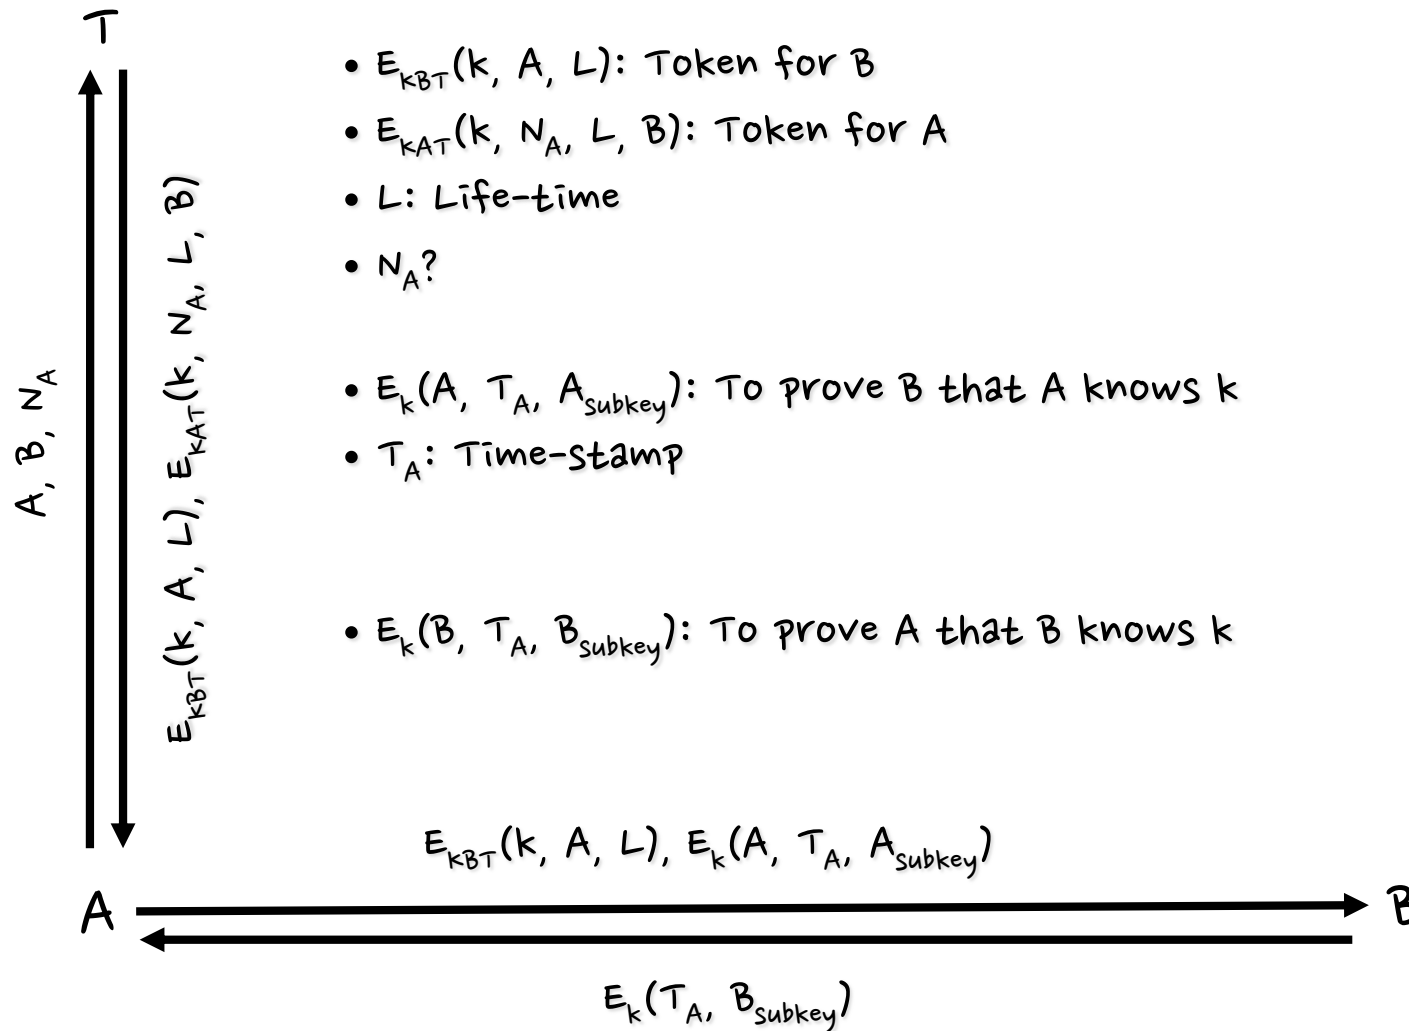 T
• E_kBT(k, A, L): Token for B
• E_kAT(k, N_A, L, B): Token for A
• L: Life-time
• N_A?
• E_k(A, T_A, A_subkey): To prove B that A knows k
• T_A: Time-stamp
• E_k(B, T_A, B_subkey): To prove A that B knows k
A, B, N_A
E_kBT(k, A, L), E_kAT(k, N_A, L, B)
E_kBT(k, A, L), E_k(A, T_A, A_subkey)
A
B
E_k(T_A, B_subkey)